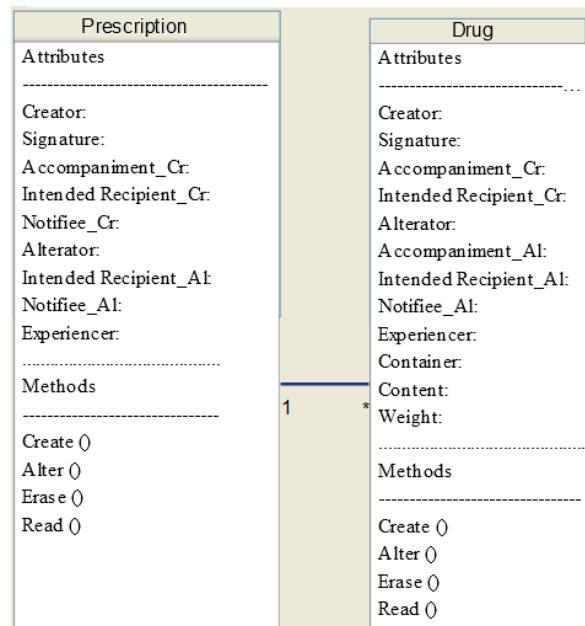 Prescription
Attributes
----------------------------------------
Creator:
Signature:
Accompaniment_Cr:
Intended Recipient_Cr:
Notifiee_Cr:
Alterator:
Intended Recipient_Al:
Notifiee_Al:
Experiencer:
........................................
Methods
--------------------------------
Create ()
Alter ()
Erase ()
Read ()
1
*
Drug
Attributes
------------------------------...
Creator:
Signature:
Accompaniment_Cr:
Intended Recipient_Cr:
Alterator:
Accompaniment_Al:
Intended Recipient_Al:
Notifiee_Al:
Experiencer:
Container:
Content:
Weight:
..........................................
Methods
---------------------------------
Create ()
Alter ()
Erase ()
Read ()